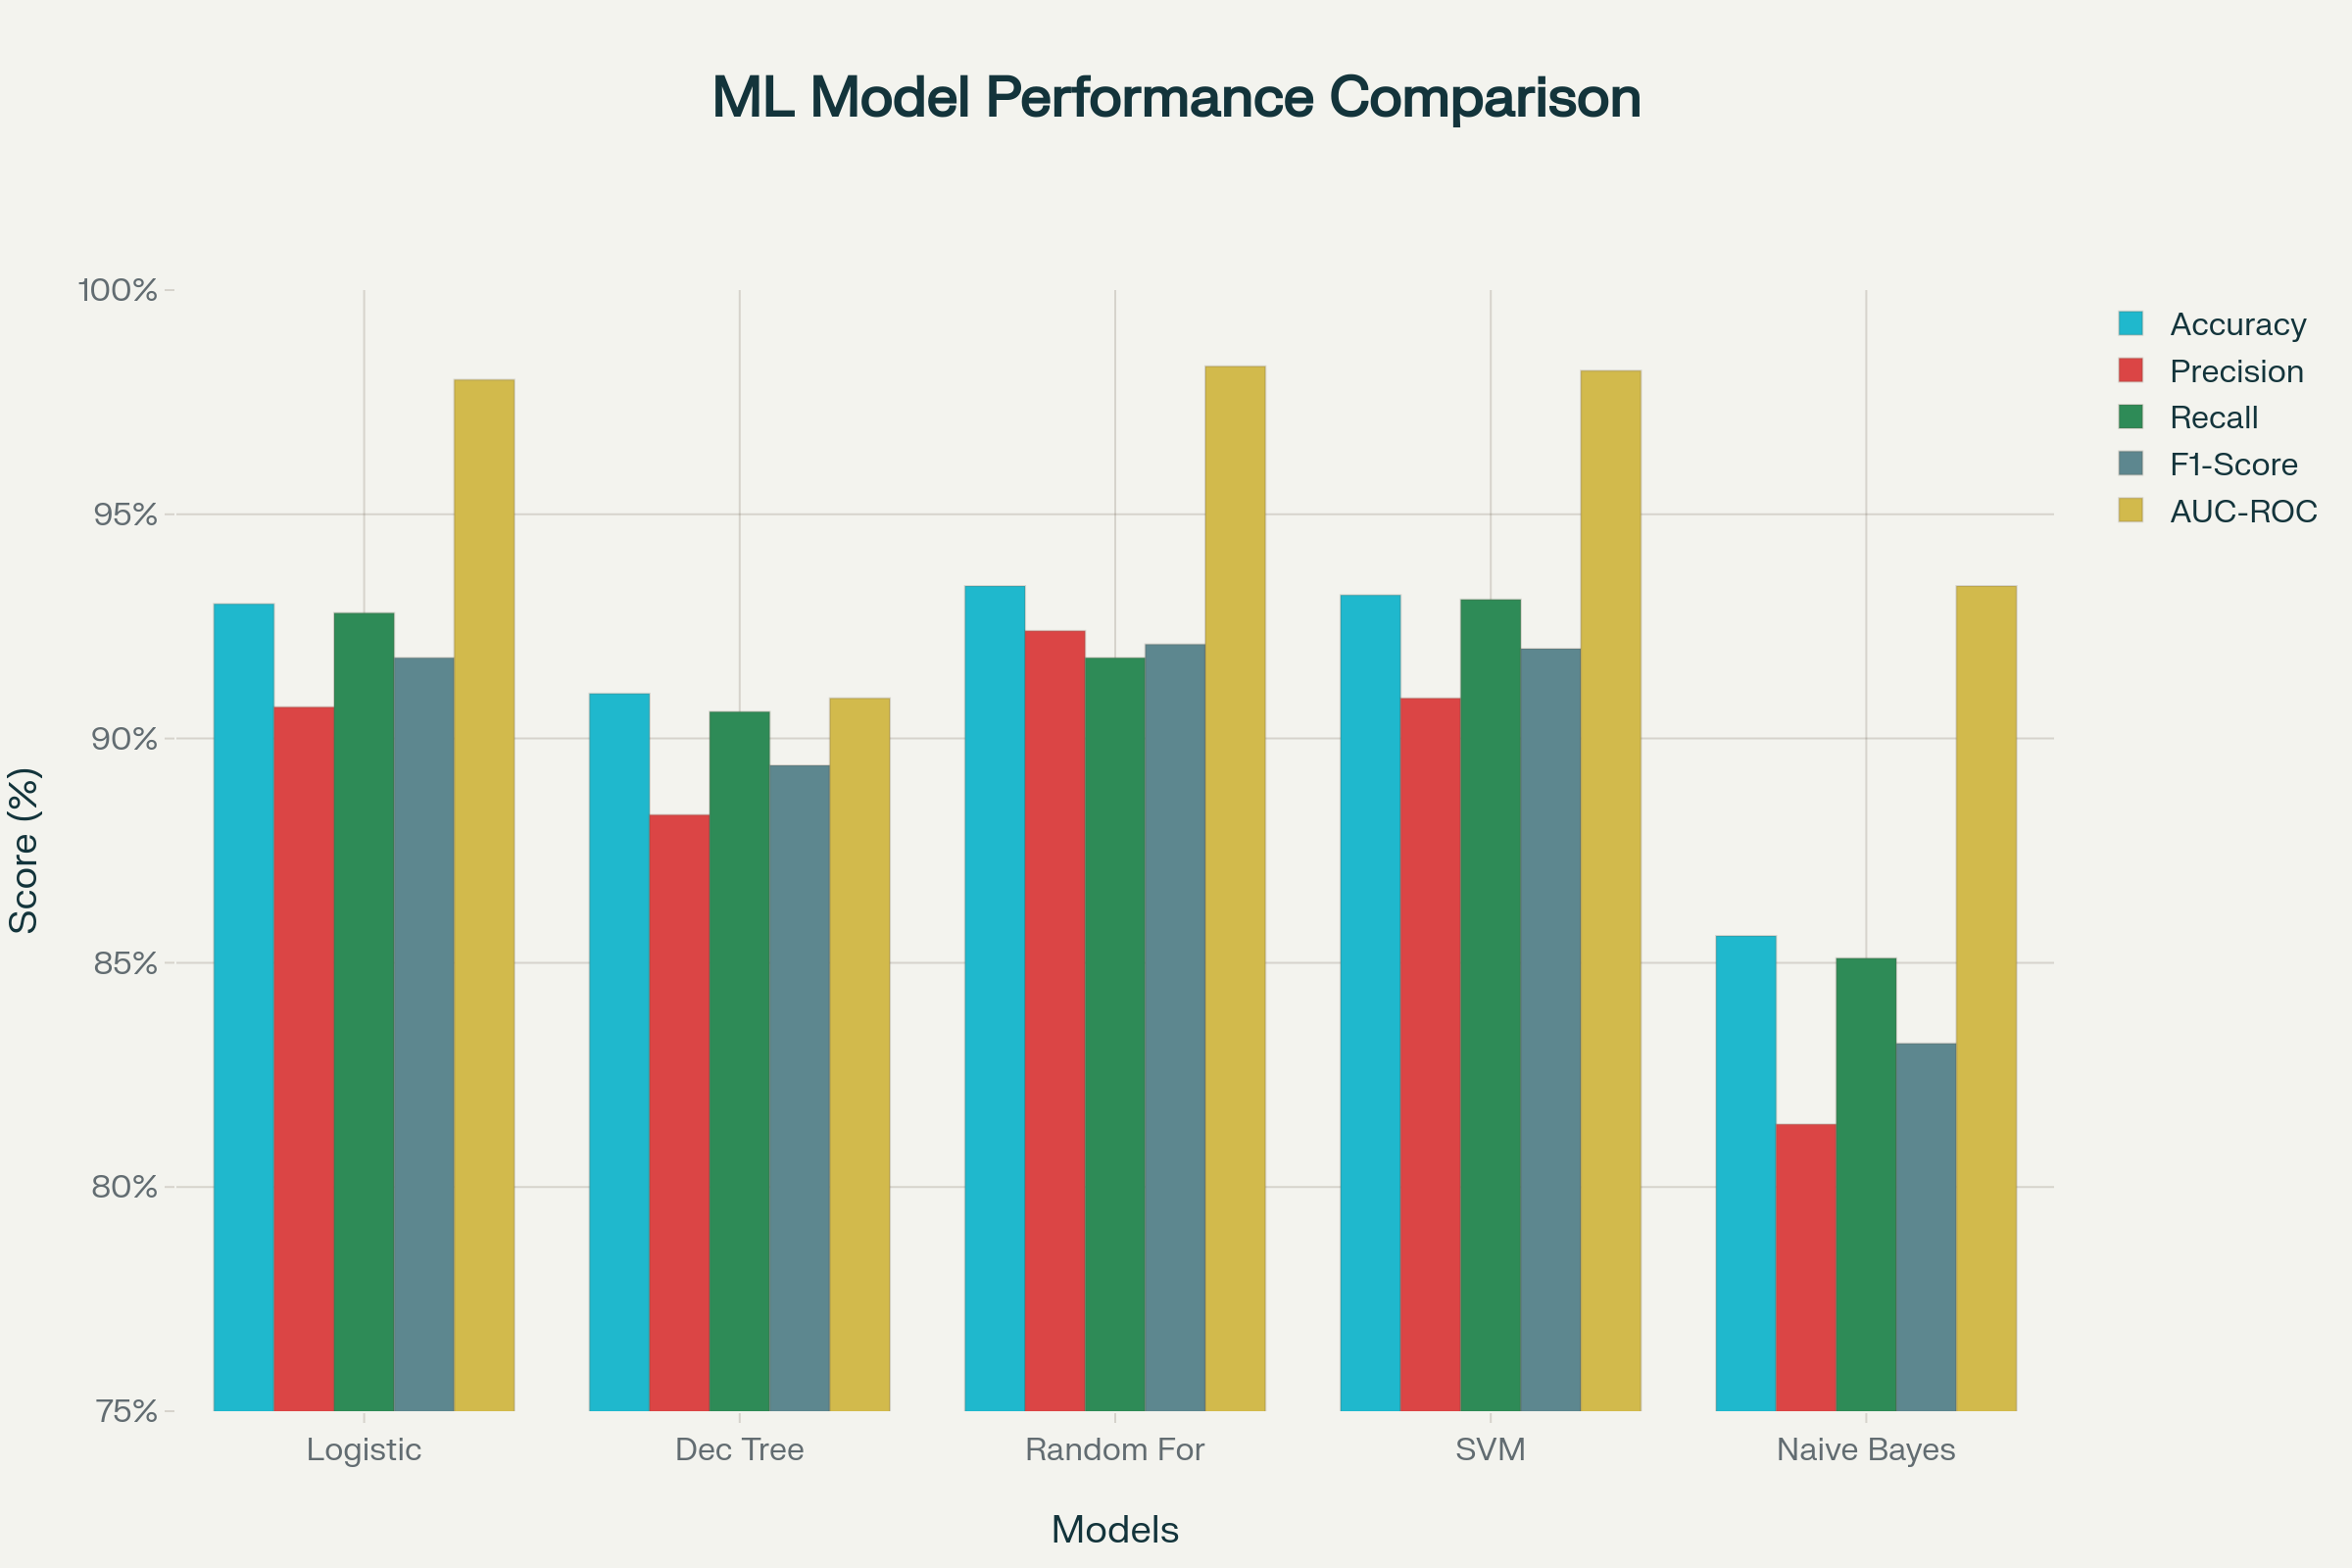 ML Model Performance Comparison
100%
95%
90%
85%
80%
75%
Score (%)
Logistic
Dec Tree
Random For
SVM
Naive Bayes
Models
Accuracy
Precision
Recall
F1-Score
AUC-ROC